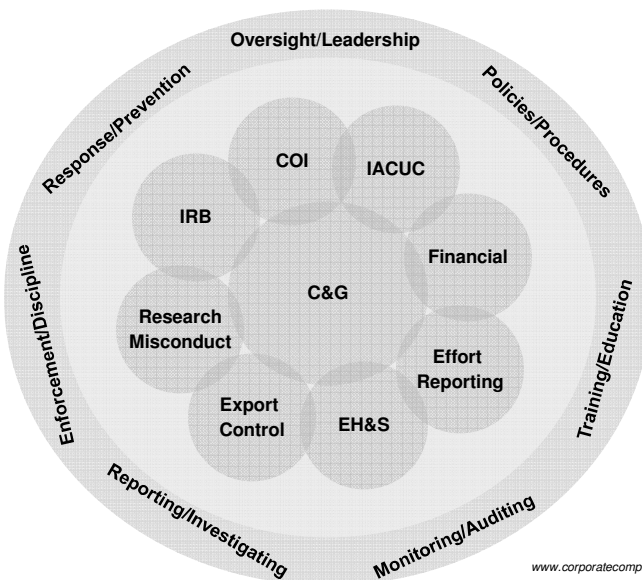 Oversight/Leadership
Policies/Procedures
Training/Education
Monitoring/Auditing
Reporting/Investigating
Enforcement/Discipline
Response/Prevention
COI
IACUC
Financial
Effort
Reporting
EH&S
Export
Control
Research
Misconduct
IRB
C&G
www.corporatecomp